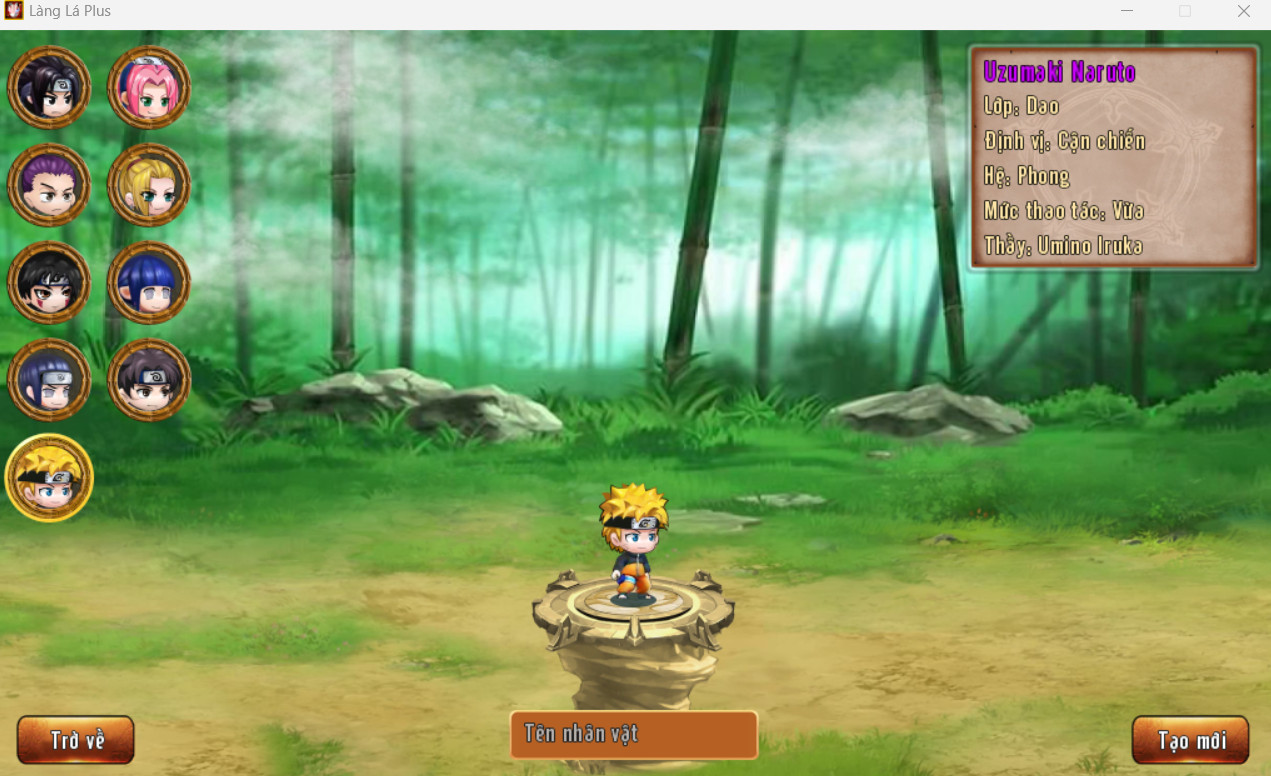 Làng Lá Plus
Uzumaki Naruto
Lớp: Dao
Định vị: Cận chiến
Hệ: Phong
Mức thao tác: Vừa
Thầy: Umino Iruka
Tên nhân vật
Trở về
Tạo mới